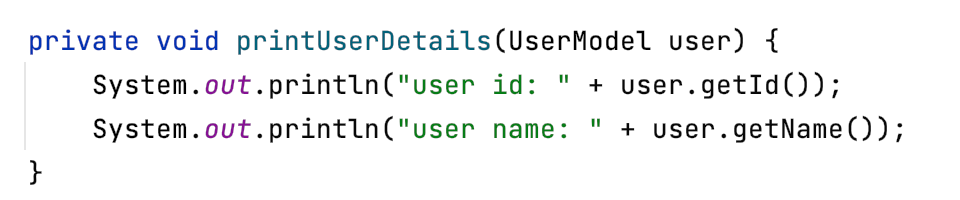 private void printUserDetails(UserModel user) {
    System.out.println("user id: " + user.getId());
    System.out.println("user name: " + user.getName());
}